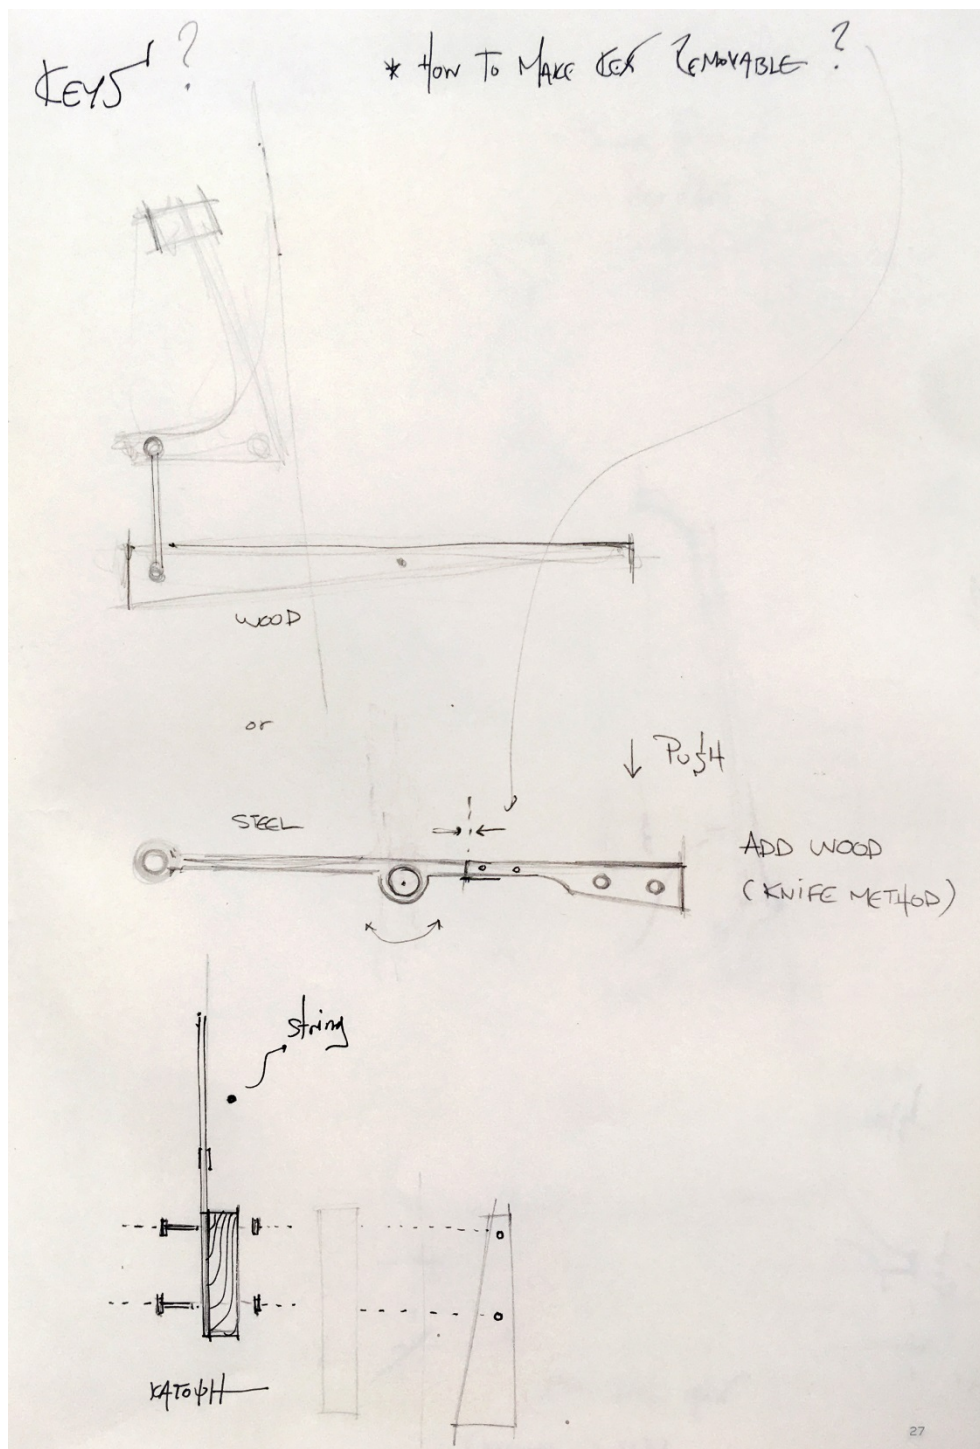 KEYS?
* HOW TO MAKE KEY REMOVABLE?
WOOD
or
PUSH
STEEL
ADD WOOD
(KNIFE METHOD)
string
ΚΑΤΟΨΗ
27